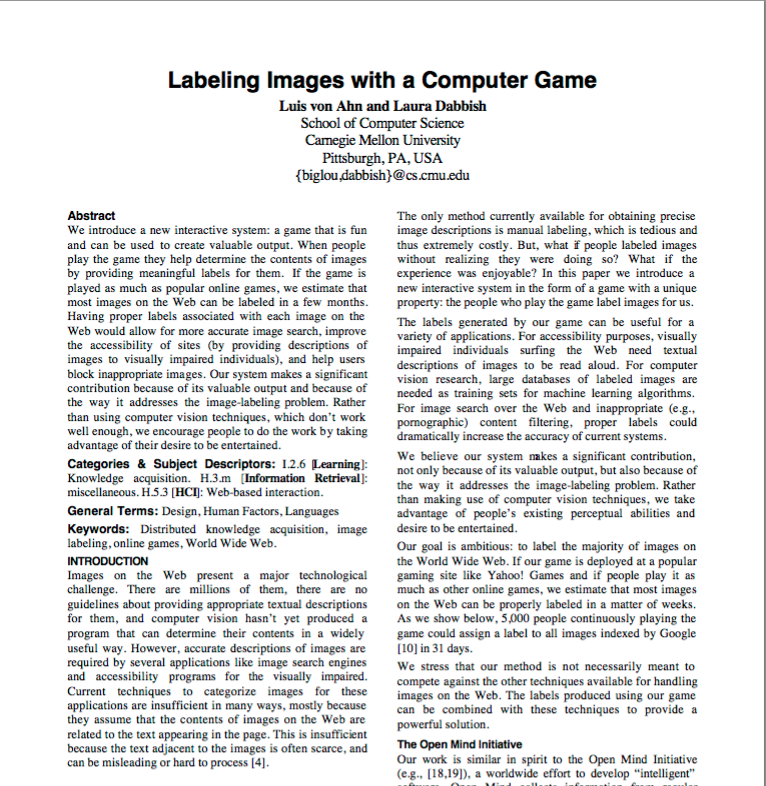 Labeling Images with a Computer Game
Luis von Ahn and Laura Dabbish
School of Computer Science
Carnegie Mellon University
Pittsburgh, PA, USA
{biglou,dabbish}@cs.cmu.edu
Abstract
We introduce a new interactive system: a game that is fun
and can be used to create valuable output. When people
play the game they help determine the contents of images
by providing meaningful labels for them. If the game is
played as much as popular online games, we estimate that
most images on the Web can be labeled in a few months.
Having proper labels associated with each image on the
Web would allow for more accurate image search, improve
the accessibility of sites (by providing descriptions of
images to visually impaired individuals), and help users
block inappropriate images. Our system makes a significant
contribution because of its valuable output and because of
the way it addresses the image-labeling problem. Rather
than using computer vision techniques, which don't work
well enough, we encourage people to do the work by taking
advantage of their desire to be entertained.
Categories & Subject Descriptors: I.2.6 [Learning]:
Knowledge acquisition. H.3.m [Information Retrieval]:
miscellaneous. H.5.3 [HCI]: Web-based interaction.
General Terms: Design, Human Factors, Languages
Keywords: Distributed knowledge acquisition, image
labeling, online games, World Wide Web.
INTRODUCTION
Images on the Web present a major technological
challenge. There are millions of them, there are no
guidelines about providing appropriate textual descriptions
for them, and computer vision hasn't yet produced a
program that can determine their contents in a widely
useful way. However, accurate descriptions of images are
required by several applications like image search engines
and accessibility programs for the visually impaired.
Current techniques to categorize images for these
applications are insufficient in many ways, mostly because
they assume that the contents of images on the Web are
related to the text appearing in the page. This is insufficient
because the text adjacent to the images is often scarce, and
can be misleading or hard to process [4].
The only method currently available for obtaining precise
image descriptions is manual labeling, which is tedious and
thus extremely costly. But, what if people labeled images
without realizing they were doing so? What if the
experience was enjoyable? In this paper we introduce a
new interactive system in the form of a game with a unique
property: the people who play the game label images for us.
The labels generated by our game can be useful for a
variety of applications. For accessibility purposes, visually
impaired individuals surfing the Web need textual
descriptions of images to be read aloud. For computer
vision research, large databases of labeled images are
needed as training sets for machine learning algorithms.
For image search over the Web and inappropriate (e.g.,
pornographic) content filtering, proper labels could
dramatically increase the accuracy of current systems.
We believe our system makes a significant contribution,
not only because of its valuable output, but also because of
the way it addresses the image-labeling problem. Rather
than making use of computer vision techniques, we take
advantage of people's existing perceptual abilities and
desire to be entertained.
Our goal is ambitious: to label the majority of images on
the World Wide Web. If our game is deployed at a popular
gaming site like Yahoo! Games and if people play it as
much as other online games, we estimate that most images
on the Web can be properly labeled in a matter of weeks.
As we show below, 5,000 people continuously playing the
game could assign a label to all images indexed by Google
[10] in 31 days.
We stress that our method is not necessarily meant to
compete against the other techniques available for handling
images on the Web. The labels produced using our game
can be combined with these techniques to provide a
powerful solution.
The Open Mind Initiative
Our work is similar in spirit to the Open Mind Initiative
(e.g., [18,19]), a worldwide effort to develop "intelligent"